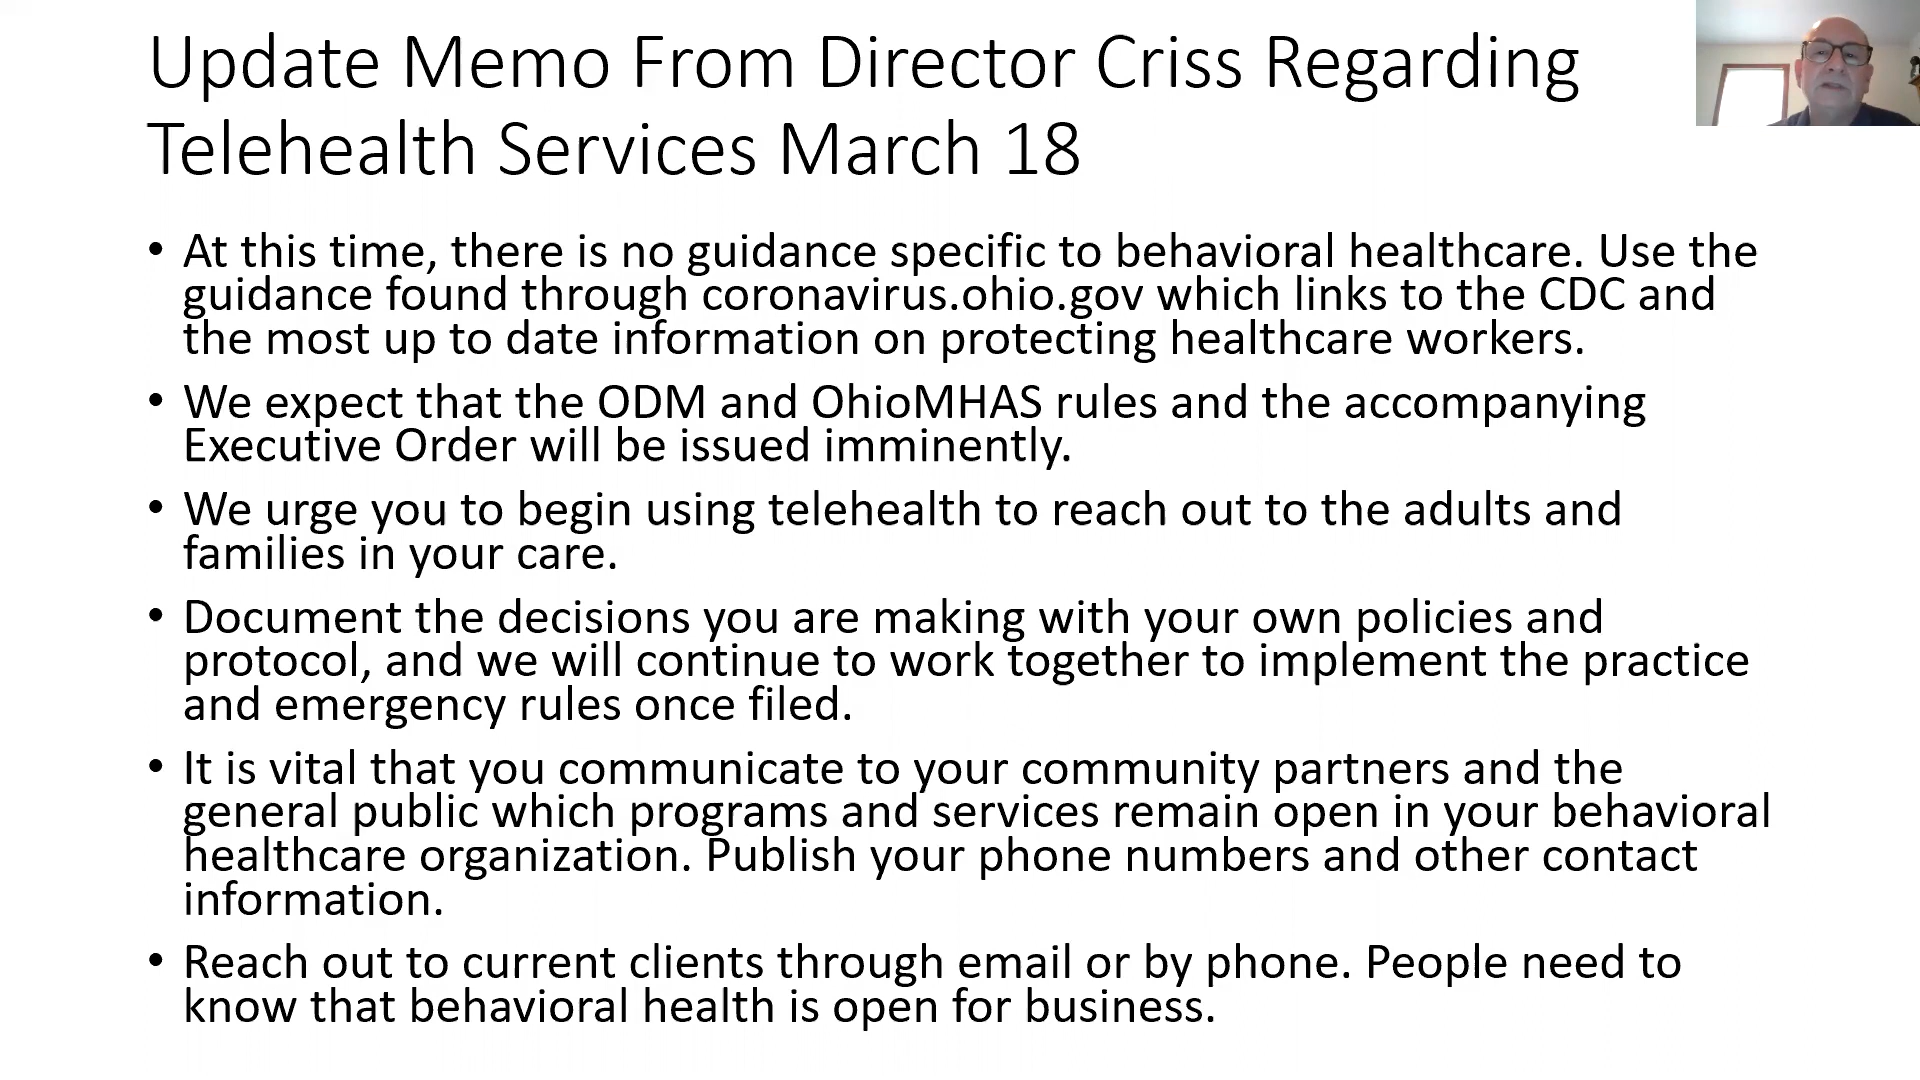 Update Memo From Director Criss Regarding
Telehealth Services March 18
• At this time, there is no guidance specific to behavioral healthcare. Use the
guidance found through coronavirus.ohio.gov which links to the CDC and
the most up to date information on protecting healthcare workers.
• We expect that the ODM and OhioMHAS rules and the accompanying
Executive Order will be issued imminently.
• We urge you to begin using telehealth to reach out to the adults and
families in your care.
• Document the decisions you are making with your own policies and
protocol, and we will continue to work together to implement the practice
and emergency rules once filed.
• It is vital that you communicate to your community partners and the
general public which programs and services remain open in your behavioral
healthcare organization. Publish your phone numbers and other contact
information.
• Reach out to current clients through email or by phone. People need to
know that behavioral health is open for business.